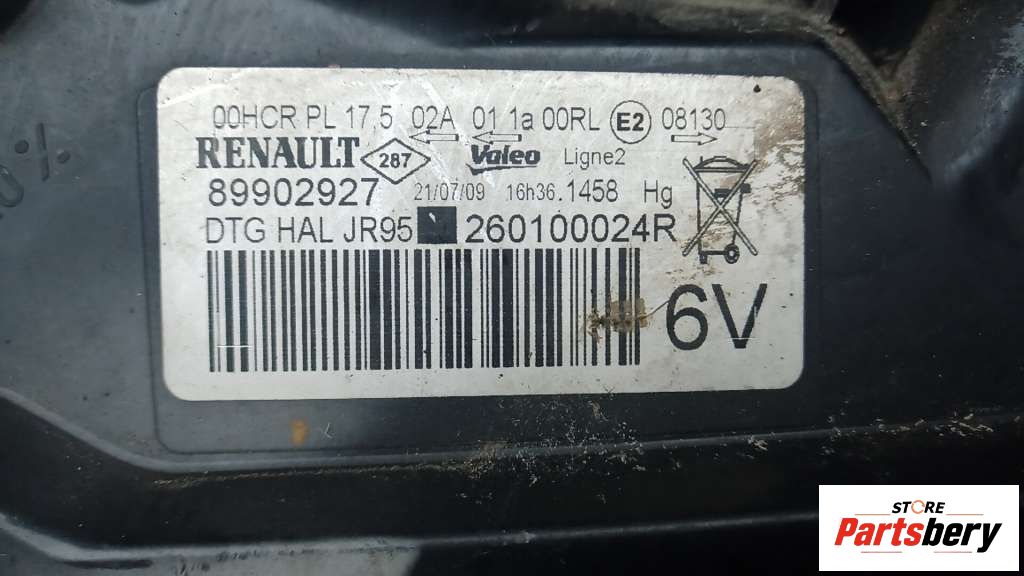 00HCR PL 17,5 02A 01 1a 00RL E2 08130
RENAULT 287 Valeo Ligne2
89902927 21/07/09 16h36.1458 Hg
DTG HAL JR95 260100024R
6V
STORE
Partsbery